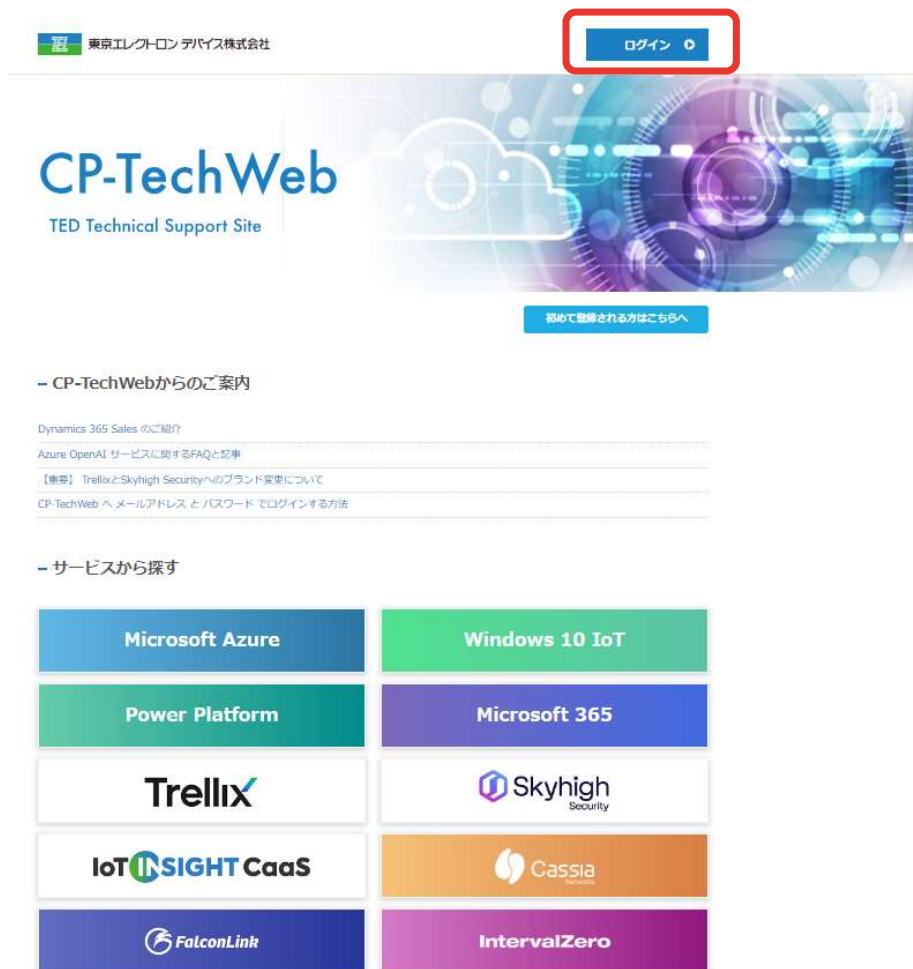 TEL 東京エレクトロン デバイス株式会社
ログイン
CP-TechWeb
TED Technical Support Site
初めて登録される方はこちらへ
– CP-TechWebからのご案内
Dynamics 365 Sales のご紹介
Azure OpenAI サービスに関するFAQと記事
【重要】 TrellixとSkyhigh Securityへのブランド変更について
CP-TechWeb へ メールアドレス と パスワード でログインする方法
– サービスから探す
Microsoft Azure
Windows 10 IoT
Power Platform
Microsoft 365
Trellix
Skyhigh
Security
IoT INSIGHT CaaS
Cassia
Networks
FalconLink
IntervalZero